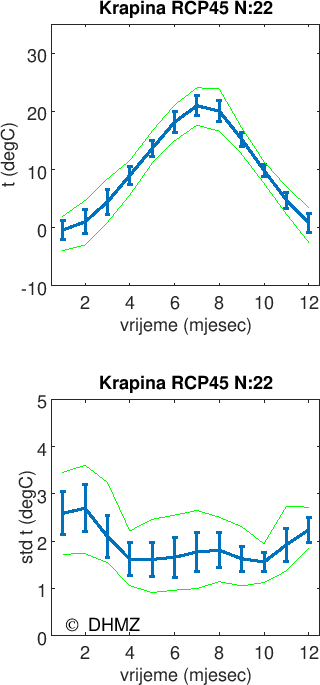 Krapina RCP45 N:22
30
20
10
0
-10
t (degC)
2 4 6 8 10 12
vrijeme (mjesec)
Krapina RCP45 N:22
5
4
3
2
1
0
std t (degC)
© DHMZ
2 4 6 8 10 12
vrijeme (mjesec)